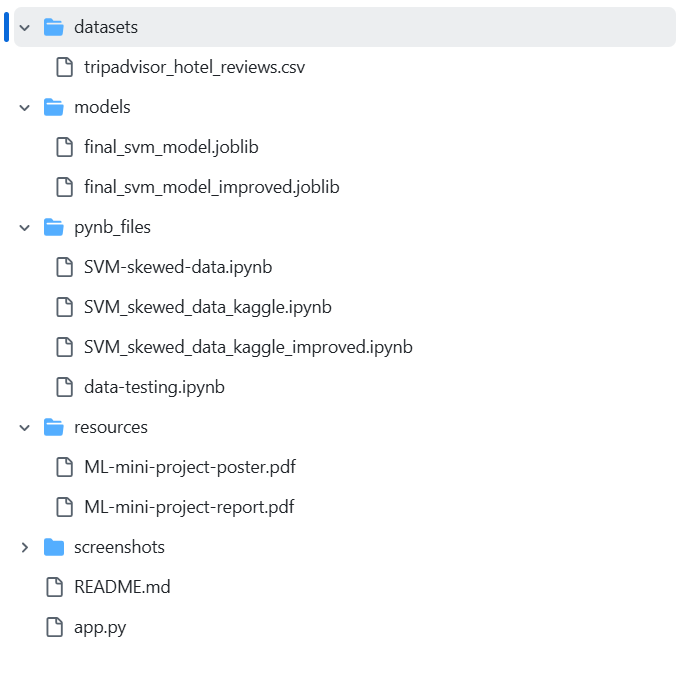 datasets
tripadvisor_hotel_reviews.csv
models
final_svm_model.joblib
final_svm_model_improved.joblib
pynb_files
SVM-skewed-data.ipynb
SVM_skewed_data_kaggle.ipynb
SVM_skewed_data_kaggle_improved.ipynb
data-testing.ipynb
resources
ML-mini-project-poster.pdf
ML-mini-project-report.pdf
screenshots
README.md
app.py